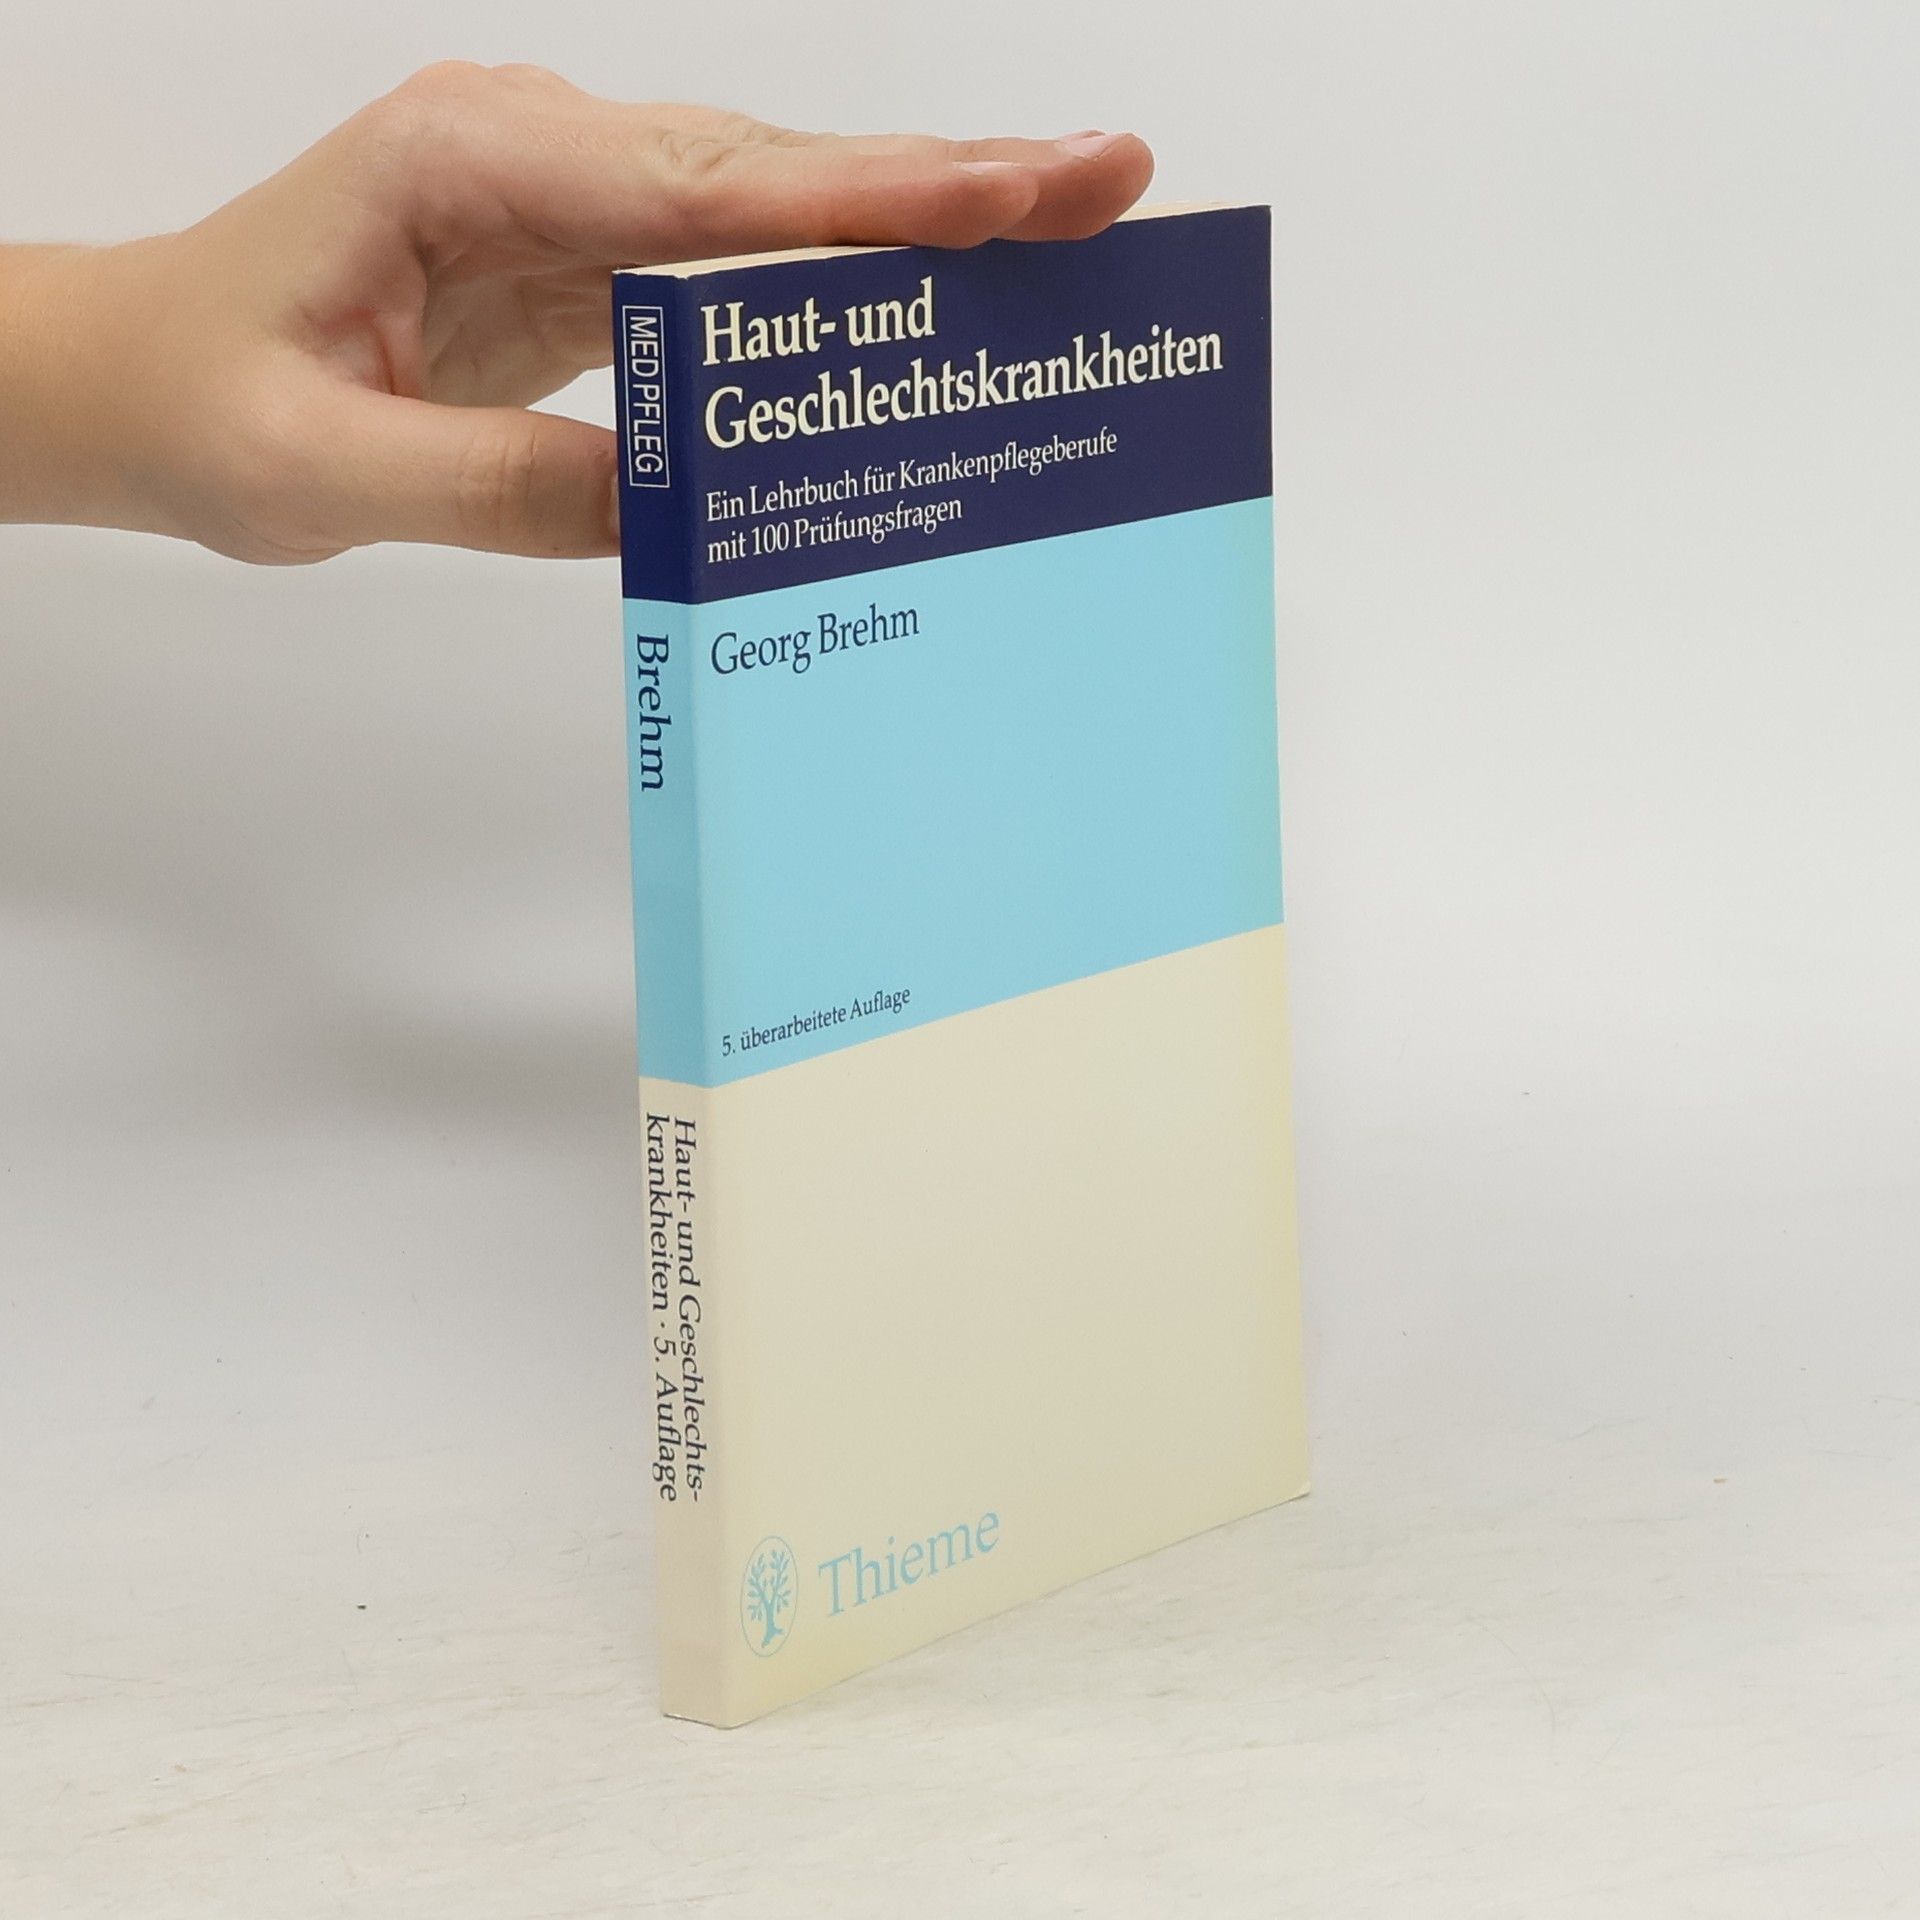 Haut- und
Geschlechtskrankheiten
Ein Lehrbuch für Krankenpflegeberufe
mit 100 Prüfungsfragen
Georg Brehm
5. überarbeitete Auflage
Thieme
MEDPFLEG
Brehm
Haut- und Geschlechts-
krankheiten · 5. Auflage